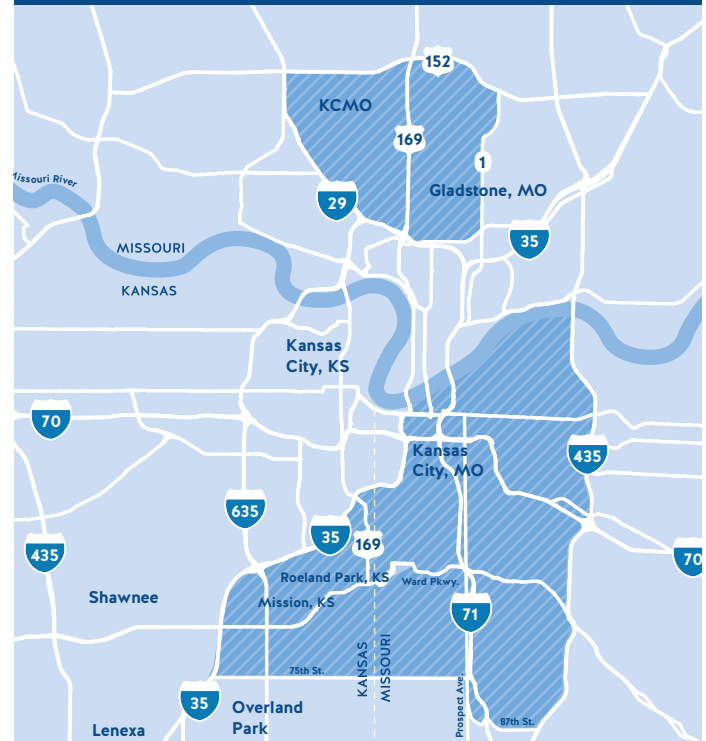 152
KCMO
169
1
Missouri River
Gladstone, MO
29
35
MISSOURI
KANSAS
Kansas
City, KS
70
Kansas
City, MO
435
635
35
169
435
70
Roeland Park, KS
Ward Pkwy.
Shawnee
Mission, KS
71
KANSAS
MISSOURI
75th St.
35
Overland
Park
Prospect Ave.
87th St.
Lenexa